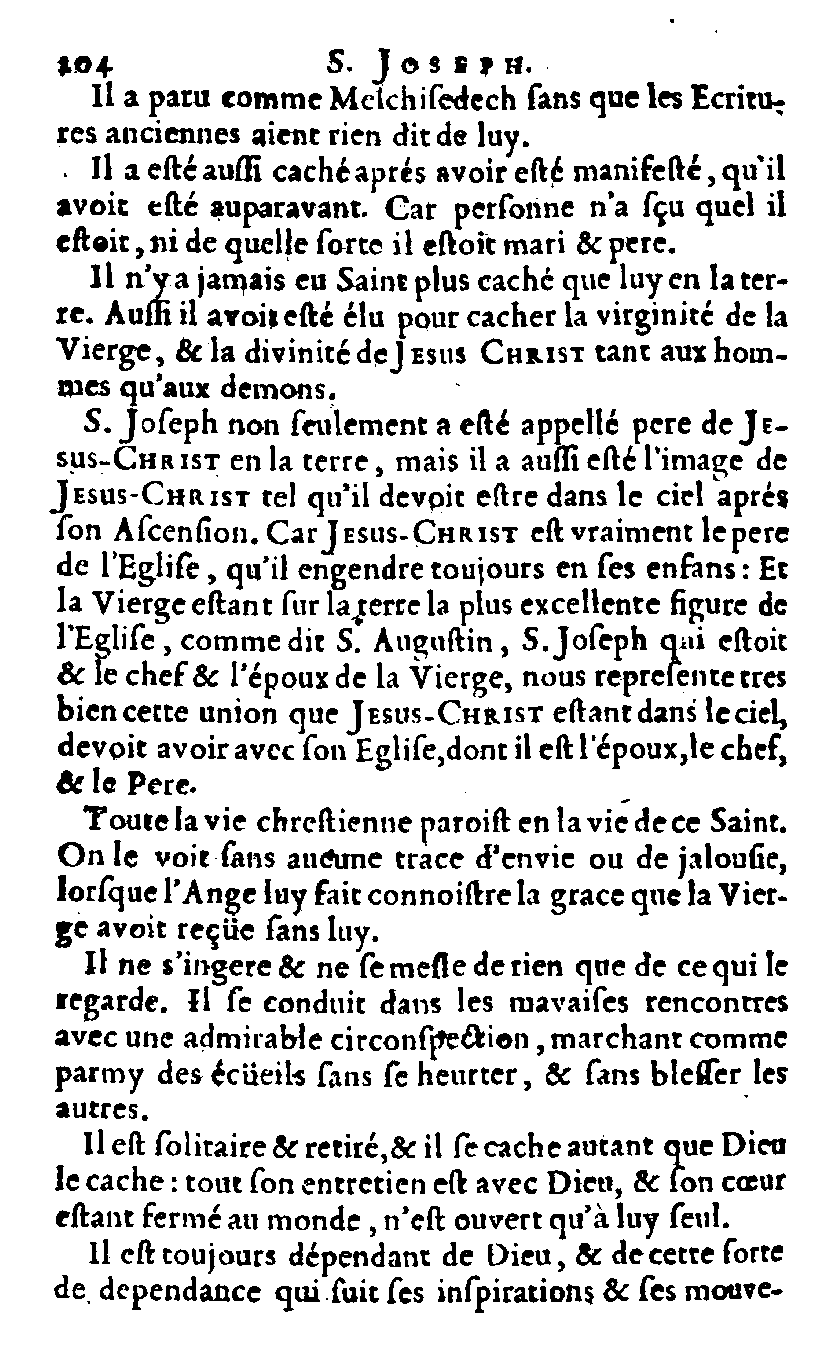 204 S. JOSEPH.
Il a paru comme Melchiſedech ſans que les Ecritu-
res anciennes aient rien dit de luy.
Il a eſté auſſi caché aprés avoir eſté manifeſté, qu'il
avoit eſté auparavant. Car perſonne n'a ſçu quel il
eſtoit, ni de quelle ſorte il eſtoit mari & pere.
Il n'y a jamais eu Saint plus caché que luy en la ter-
re. Auſſi il avoit eſté élu pour cacher la virginité de la
Vierge, & la divinité de JESUS CHRIST tant aux hom-
mes qu'aux demons.
S. Joſeph non ſeulement a eſté appellé pere de JE-
SUS-CHRIST en la terre, mais il a auſſi eſté l'image de
JESUS-CHRIST tel qu'il devoit eſtre dans le ciel aprés
ſon Aſcenſion. Car JESUS-CHRIST eſt vraiment le pere
de l'Egliſe, qu'il engendre toujours en ſes enfans: Et
la Vierge eſtant ſur la terre la plus excellente figure de
l'Egliſe, comme dit S. Auguſtin, S. Joſeph qui eſtoit
& le chef & l'époux de la Vierge, nous repreſente tres
bien cette union que JESUS-CHRIST eſtant dans le ciel,
devoit avoir avec ſon Egliſe, dont il eſt l'époux, le chef,
& le Pere.
Toute la vie chreſtienne paroiſt en la vie de ce Saint.
On le voit ſans aucune trace d'envie ou de jalouſie,
lorſque l'Ange luy fait connoiſtre la grace que la Vier-
ge avoit reçüe ſans luy.
Il ne s'ingere & ne ſe meſle de rien que de ce qui le
regarde. Il ſe conduit dans les mavaiſes rencontres
avec une admirable circonſpection, marchant comme
parmy des écüeils ſans ſe heurter, & ſans bleſſer les
autres.
Il eſt ſolitaire & retiré, & il ſe cache autant que Dieu
le cache: tout ſon entretien eſt avec Dieu, & ſon cœur
eſtant fermé au monde, n'eſt ouvert qu'à luy ſeul.
Il eſt toujours dépendant de Dieu, & de cette ſorte
de dependance qui ſuit ſes inſpirations & ſes mouve-